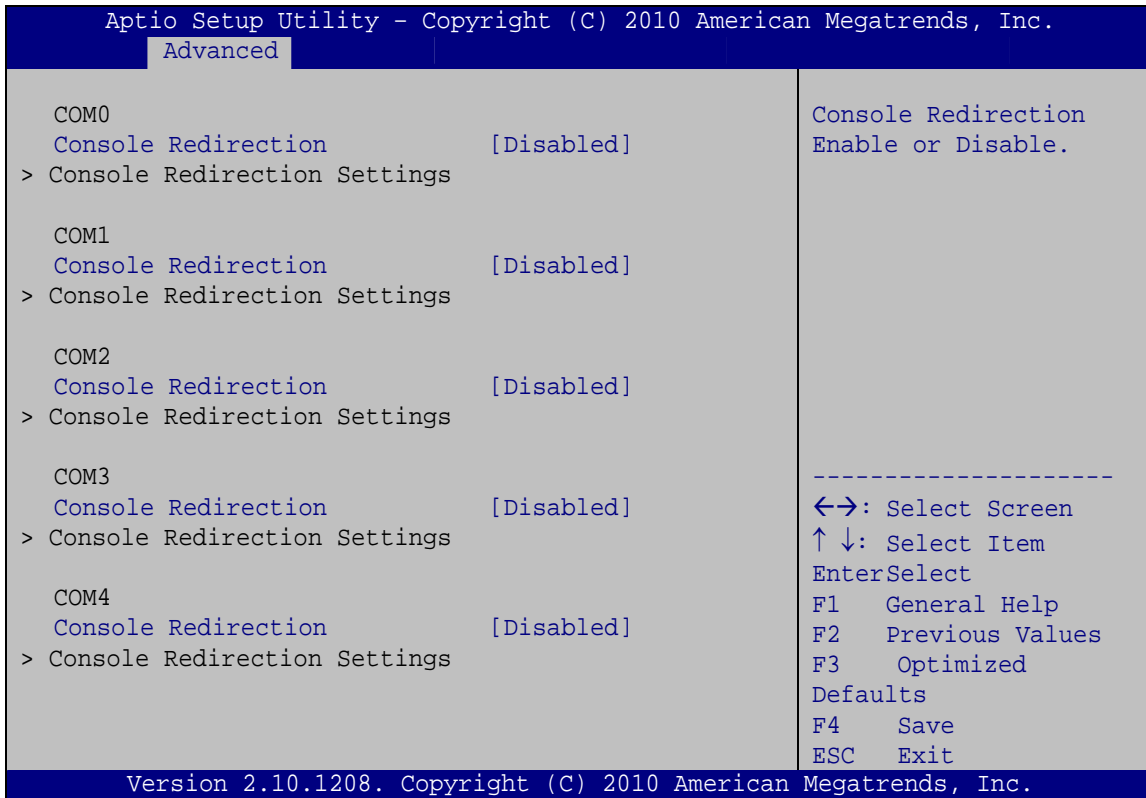 Aptio Setup Utility – Copyright (C) 2010 American Megatrends, Inc.
Advanced
COM0
Console Redirection [Disabled]
> Console Redirection Settings
COM1
Console Redirection [Disabled]
> Console Redirection Settings
COM2
Console Redirection [Disabled]
> Console Redirection Settings
COM3
Console Redirection [Disabled]
> Console Redirection Settings
COM4
Console Redirection [Disabled]
> Console Redirection Settings
Console Redirection
Enable or Disable.
---------------------
←→: Select Screen
↑ ↓: Select Item
EnterSelect
F1 General Help
F2 Previous Values
F3 Optimized
Defaults
F4 Save
ESC Exit
Version 2.10.1208. Copyright (C) 2010 American Megatrends, Inc.